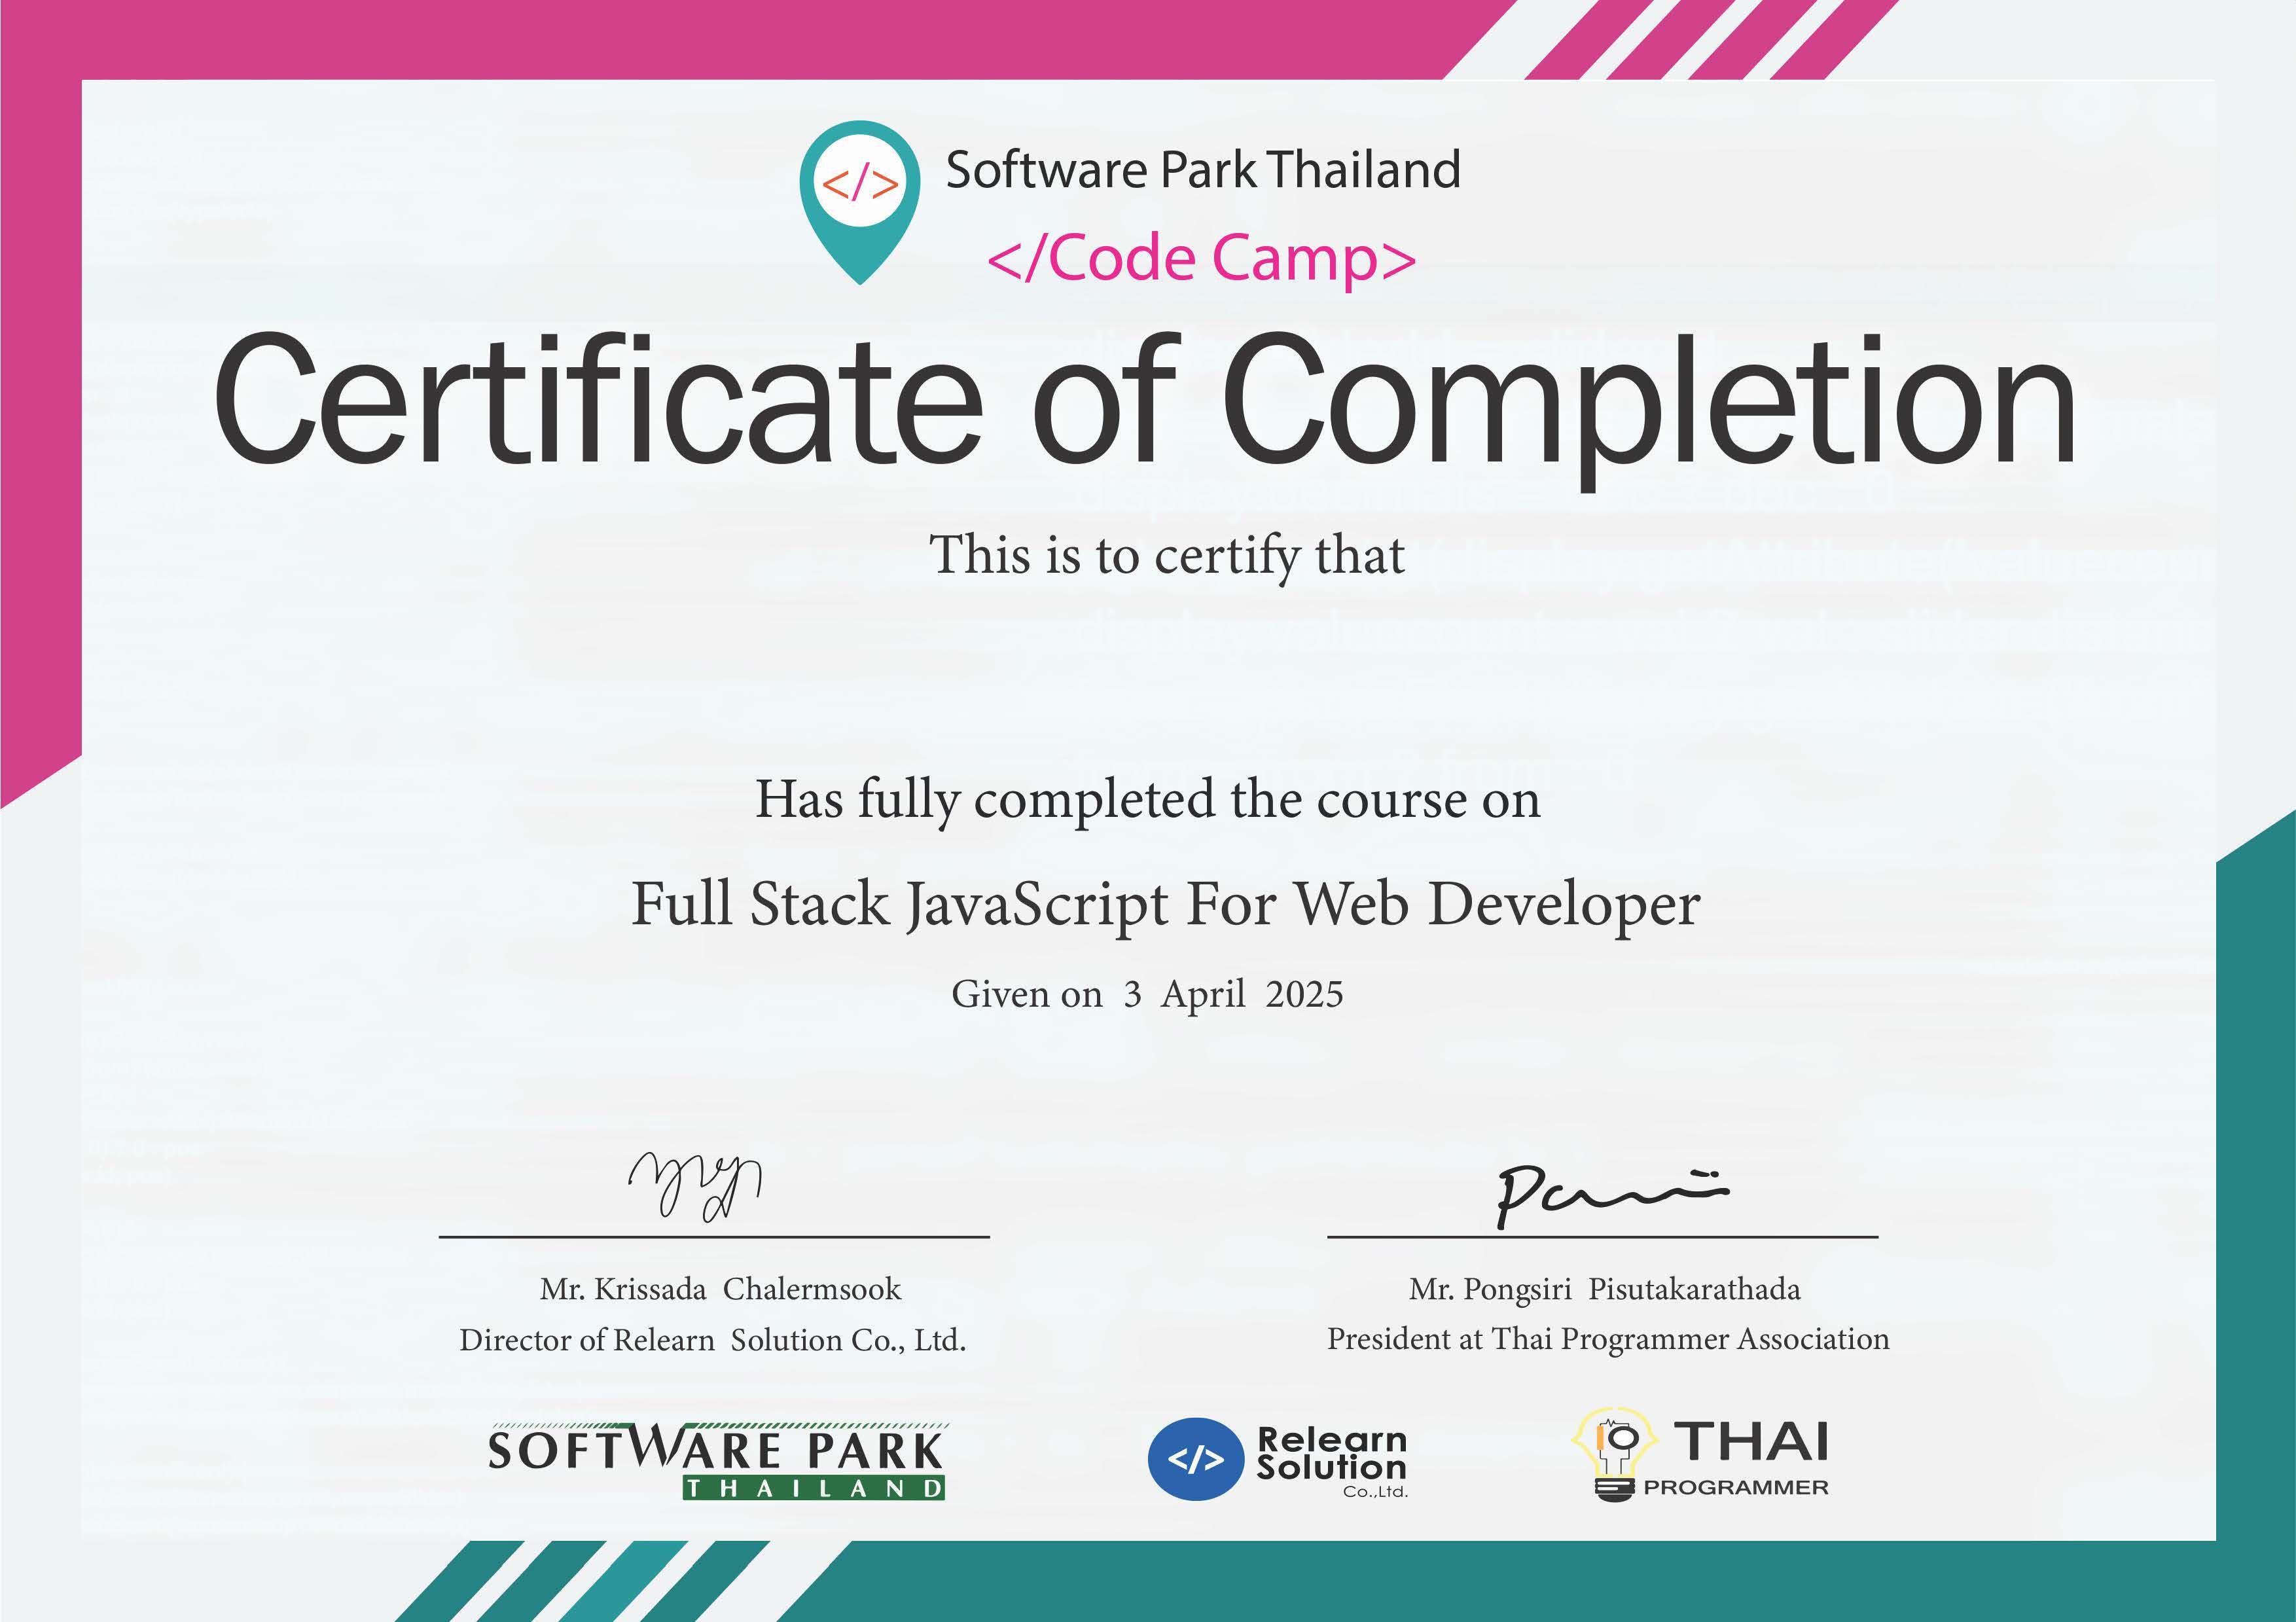 </>
Software Park Thailand
</Code Camp>
Certificate of Completion
This is to certify that
Has fully completed the course on
Full Stack JavaScript For Web Developer
Given on 3 April 2025
Mr. Krissada Chalermsook
Director of Relearn Solution Co., Ltd.
Mr. Pongsiri Pisutakarathada
President at Thai Programmer Association
SOFTWARE PARK
THAILAND
</>
Relearn
Solution
Co.,Ltd.
THAI
PROGRAMMER